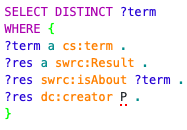 SELECT DISTINCT ?term
WHERE {
?term a cs:term .
?res a swrc:Result .
?res swrc:isAbout ?term .
?res dc:creator P .
}